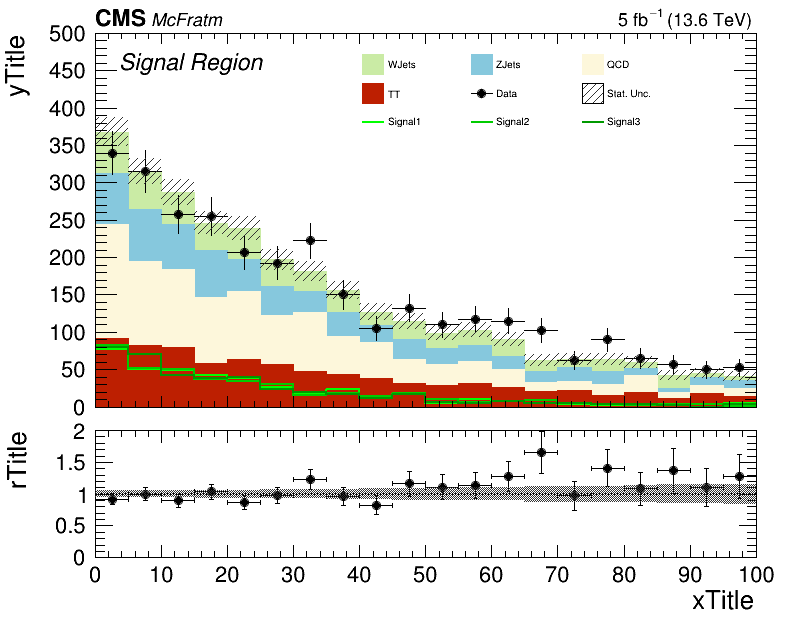 CMS McFratm 5 fb⁻¹ (13.6 TeV)
yTitle
500
450
400
350
300
250
200
150
100
50
0
Signal Region
WJets ZJets QCD
TT Data Stat. Unc.
Signal1 Signal2 Signal3
rTitle
2
1.5
1
0.5
0
0 10 20 30 40 50 60 70 80 90 100
xTitle